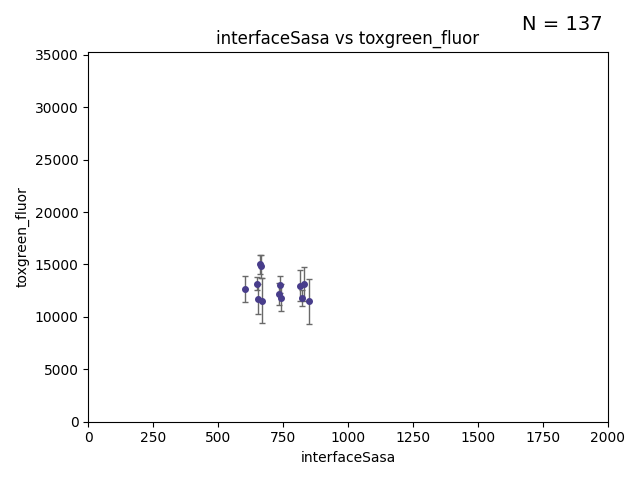 N = 137
interfaceSasa vs toxgreen_fluor
35000
30000
25000
20000
15000
10000
5000
0
toxgreen_fluor
0 250 500 750 1000 1250 1500 1750 2000
interfaceSasa